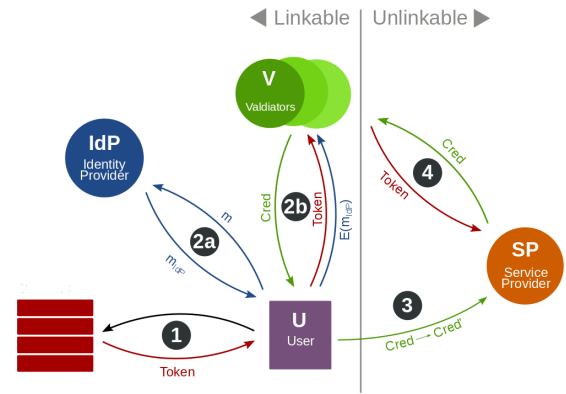 ◀ Linkable
Unlinkable ▶
V
Valdiators
IdP
Identity
Provider
m
2a
m_IdP
Cred
2b
Token
E(m_IdP)
Cred
4
Token
SP
Service
Provider
1
Token
U
User
3
Cred → Cred'